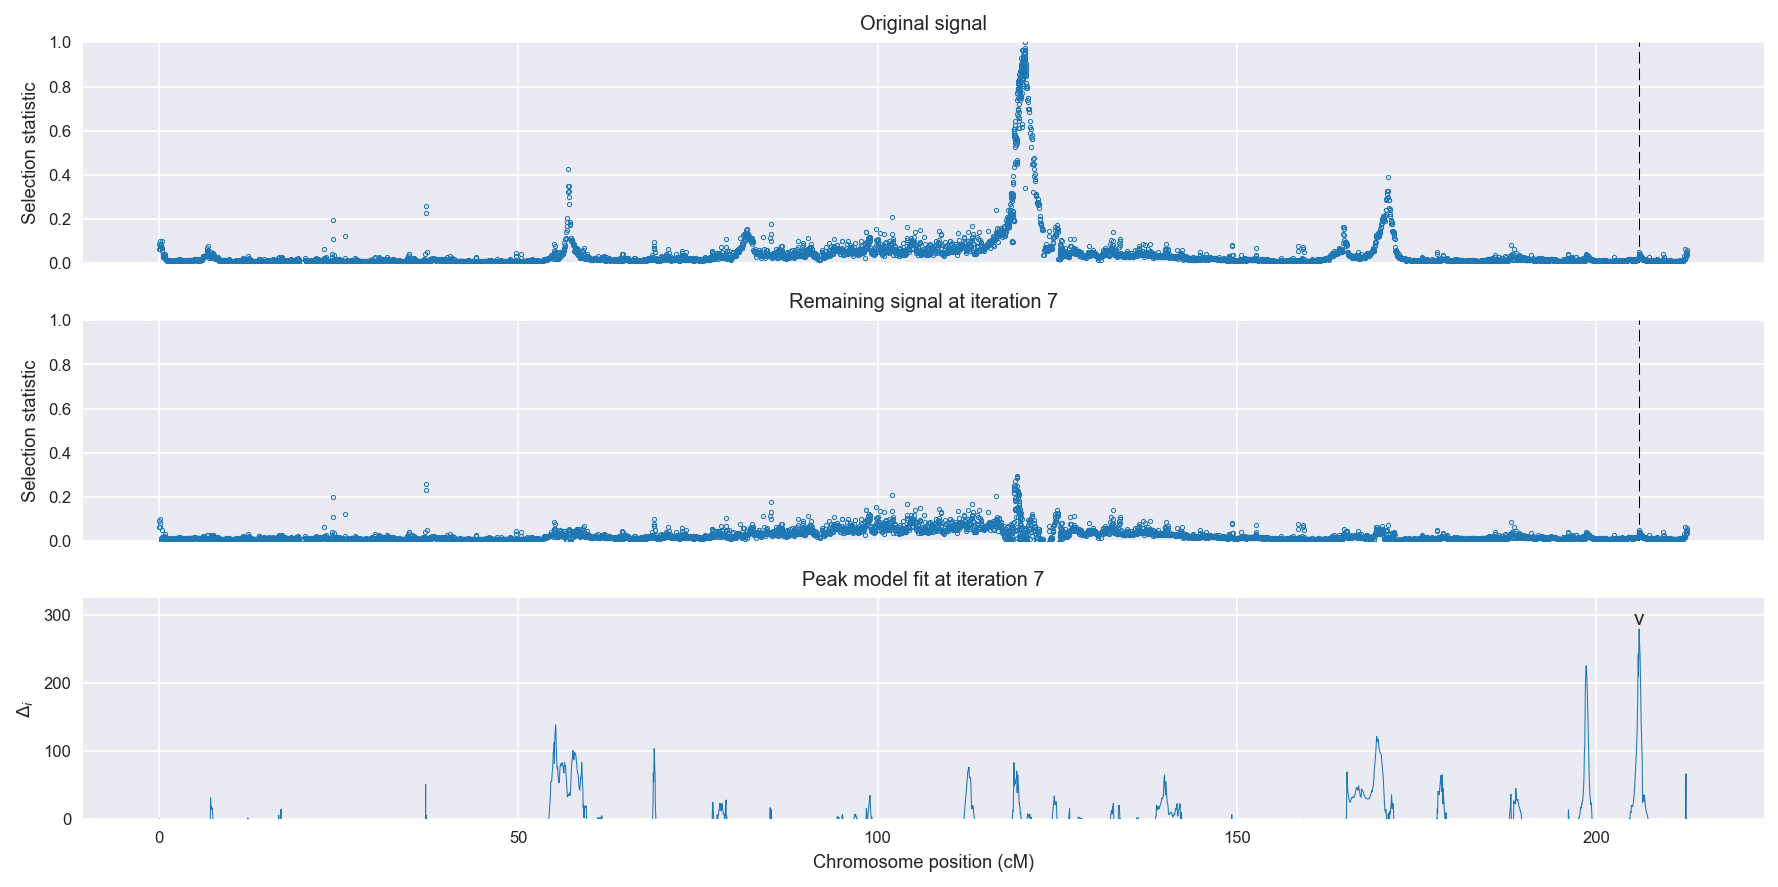 Original signal
1.0
0.8
0.6
0.4
0.2
0.0
Selection statistic
Remaining signal at iteration 7
1.0
0.8
0.6
0.4
0.2
0.0
Selection statistic
Peak model fit at iteration 7
300
200
100
0
Δi
v
0 50 100 150 200
Chromosome position (cM)